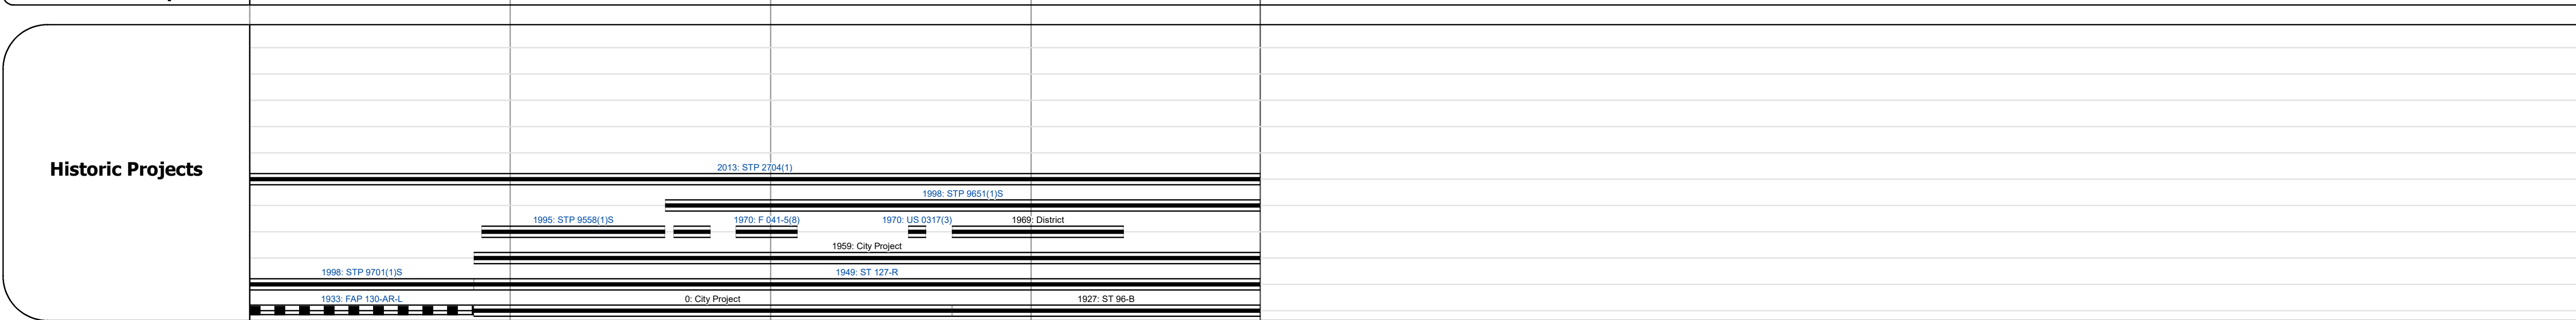 Historic Projects
2013: STP 2704(1)
1998: STP 9651(1)S
1995: STP 9558(1)S 1970: F 041-5(8) 1970: US 0317(3) 1969: District
1959: City Project
1998: STP 9701(1)S 1949: ST 127-R
1933: FAP 130-AR-L 0: City Project 1927: ST 96-B